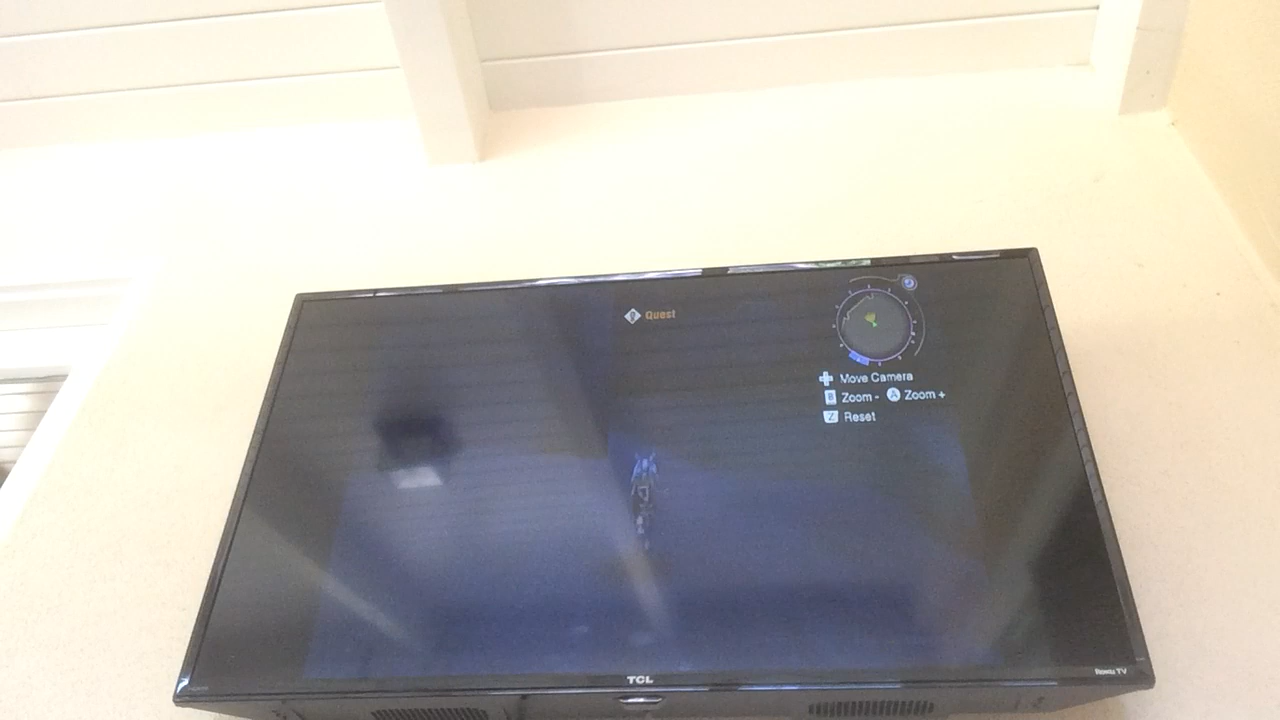 Quest
Move Camera
B Zoom - A Zoom +
Z Reset
TCL
Roku TV